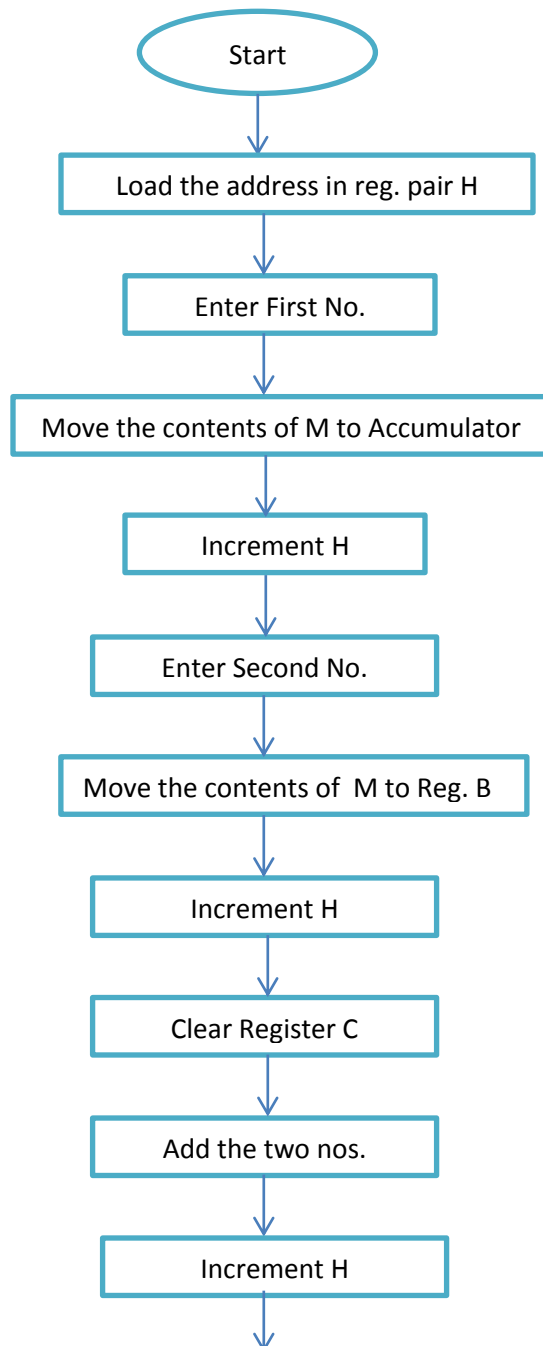 Start
Load the address in reg. pair H
Enter First No.
Move the contents of M to Accumulator
Increment H
Enter Second No.
Move the contents of  M to Reg. B
Increment H
Clear Register C
Add the two nos.
Increment H